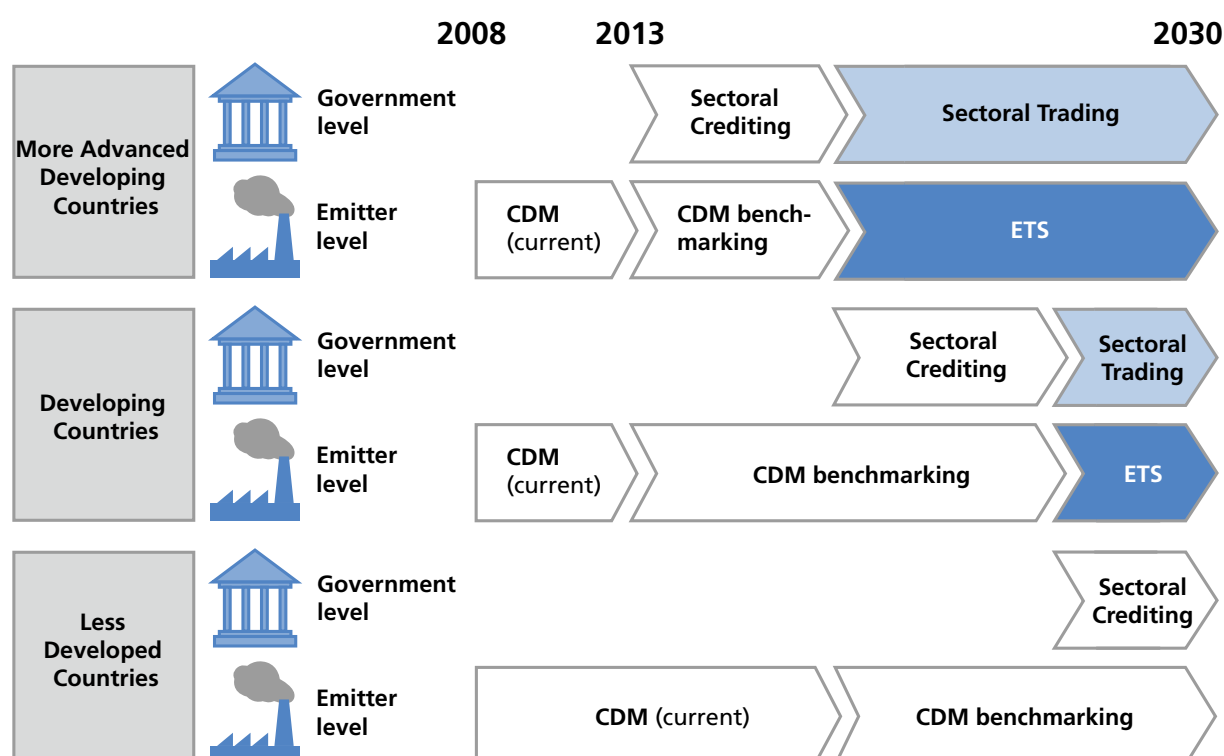 2008 2013 2030
More Advanced
Developing
Countries
Government
level
Sectoral
Crediting
Sectoral Trading
Emitter
level
CDM
(current)
CDM bench-
marking
ETS
Developing
Countries
Government
level
Sectoral
Crediting
Sectoral
Trading
Emitter
level
CDM
(current)
CDM benchmarking
ETS
Less
Developed
Countries
Government
level
Sectoral
Crediting
Emitter
level
CDM (current)
CDM benchmarking